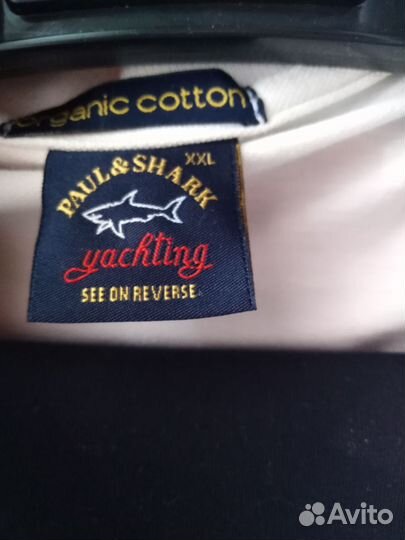 organic cotton
XXL
PAUL & SHARK
yachting
SEE ON REVERSE
Avito